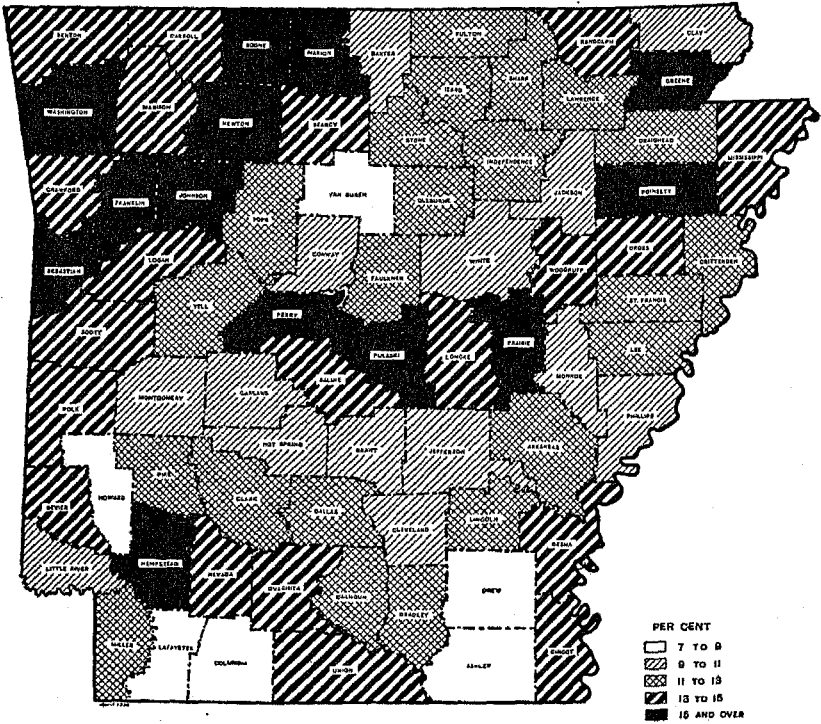 BENTON
CARROLL
BOONE
MARION
BAXTER
FULTON
RANDOLPH
CLAY
SHARP
IZARD
GREENE
LAWRENCE
WASHINGTON
MADISON
NEWTON
SEARCY
STONE
INDEPENDENCE
CRAIGHEAD
MISSISSIPPI
CRAWFORD
FRANKLIN
JOHNSON
VAN BUREN
CLEBURNE
JACKSON
POINSETT
POPE
CONWAY
WHITE
WOODRUFF
CROSS
CRITTENDEN
SEBASTIAN
LOGAN
FAULKNER
YELL
ST. FRANCIS
PERRY
SCOTT
PULASKI
LONOKE
PRAIRIE
LEE
MONROE
POLK
MONTGOMERY
GARLAND
SALINE
PHILLIPS
HOT SPRING
GRANT
JEFFERSON
ARKANSAS
PIKE
HOWARD
CLARK
DALLAS
SEVIER
CLEVELAND
LINCOLN
DESHA
LITTLE RIVER
HEMPSTEAD
NEVADA
OUACHITA
CALHOUN
BRADLEY
DREW
MILLER
LAFAYETTE
COLUMBIA
UNION
ASHLEY
CHICOT
PER CENT
7 TO 9
9 TO 11
11 TO 13
13 TO 15
15 AND OVER